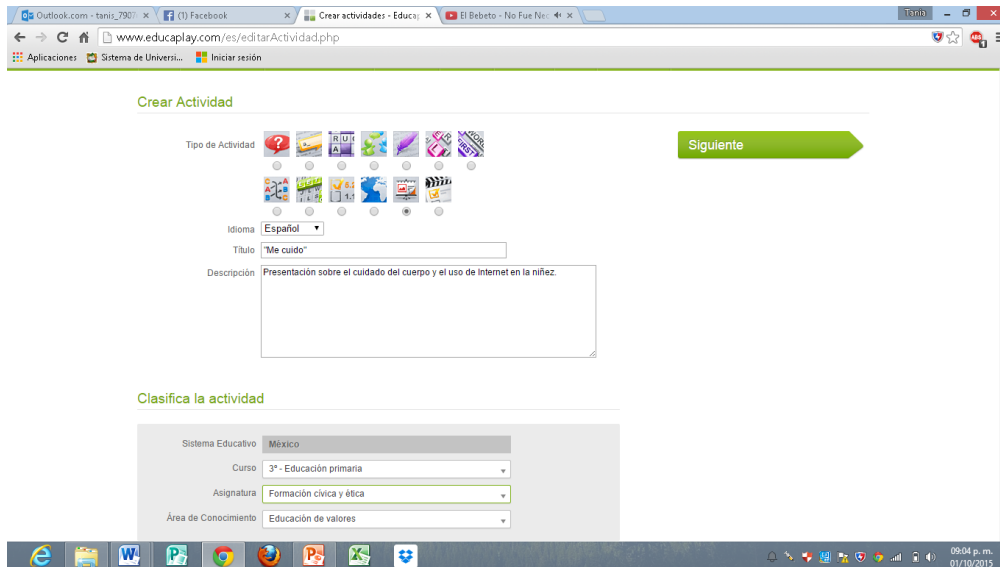 Outlook.com - tanis_7907
(1) Facebook
Crear actividades - Educap
El Bebeto - No Fue Nec
Tania
www.educaplay.com/es/editarActividad.php
Aplicaciones
Sistema de Universi...
Iniciar sesión
Crear Actividad
Tipo de Actividad
Siguiente
Idioma
Español
Título
"Me cuido"
Descripción
Presentación sobre el cuidado del cuerpo y el uso de Internet en la niñez.
Clasifica la actividad
Sistema Educativo
México
Curso
3º - Educación primaria
Asignatura
Formación cívica y ética
Área de Conocimiento
Educación de valores
09:04 p. m.
01/10/2015